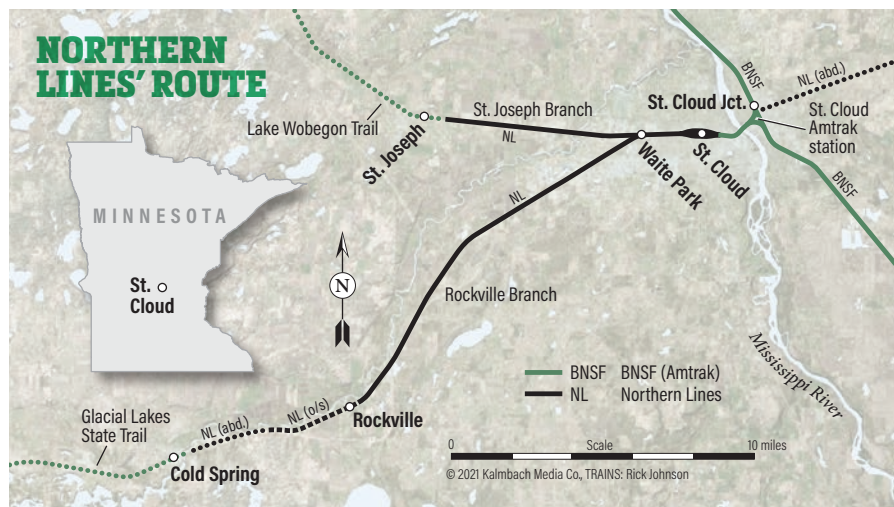 NORTHERN
LINES' ROUTE
Lake Wobegon Trail
St. Joseph
St. Joseph Branch
NL
St. Cloud Jct.
BNSF
NL (abd.)
St. Cloud
Amtrak
station
Waite Park
St. Cloud
BNSF
MINNESOTA
St.
Cloud
N
NL
Rockville Branch
Mississippi River
BNSF BNSF (Amtrak)
NL Northern Lines
Glacial Lakes
State Trail
NL (abd.)
NL (o/s)
Rockville
Cold Spring
0 Scale 10 miles
© 2021 Kalmbach Media Co., TRAINS: Rick Johnson